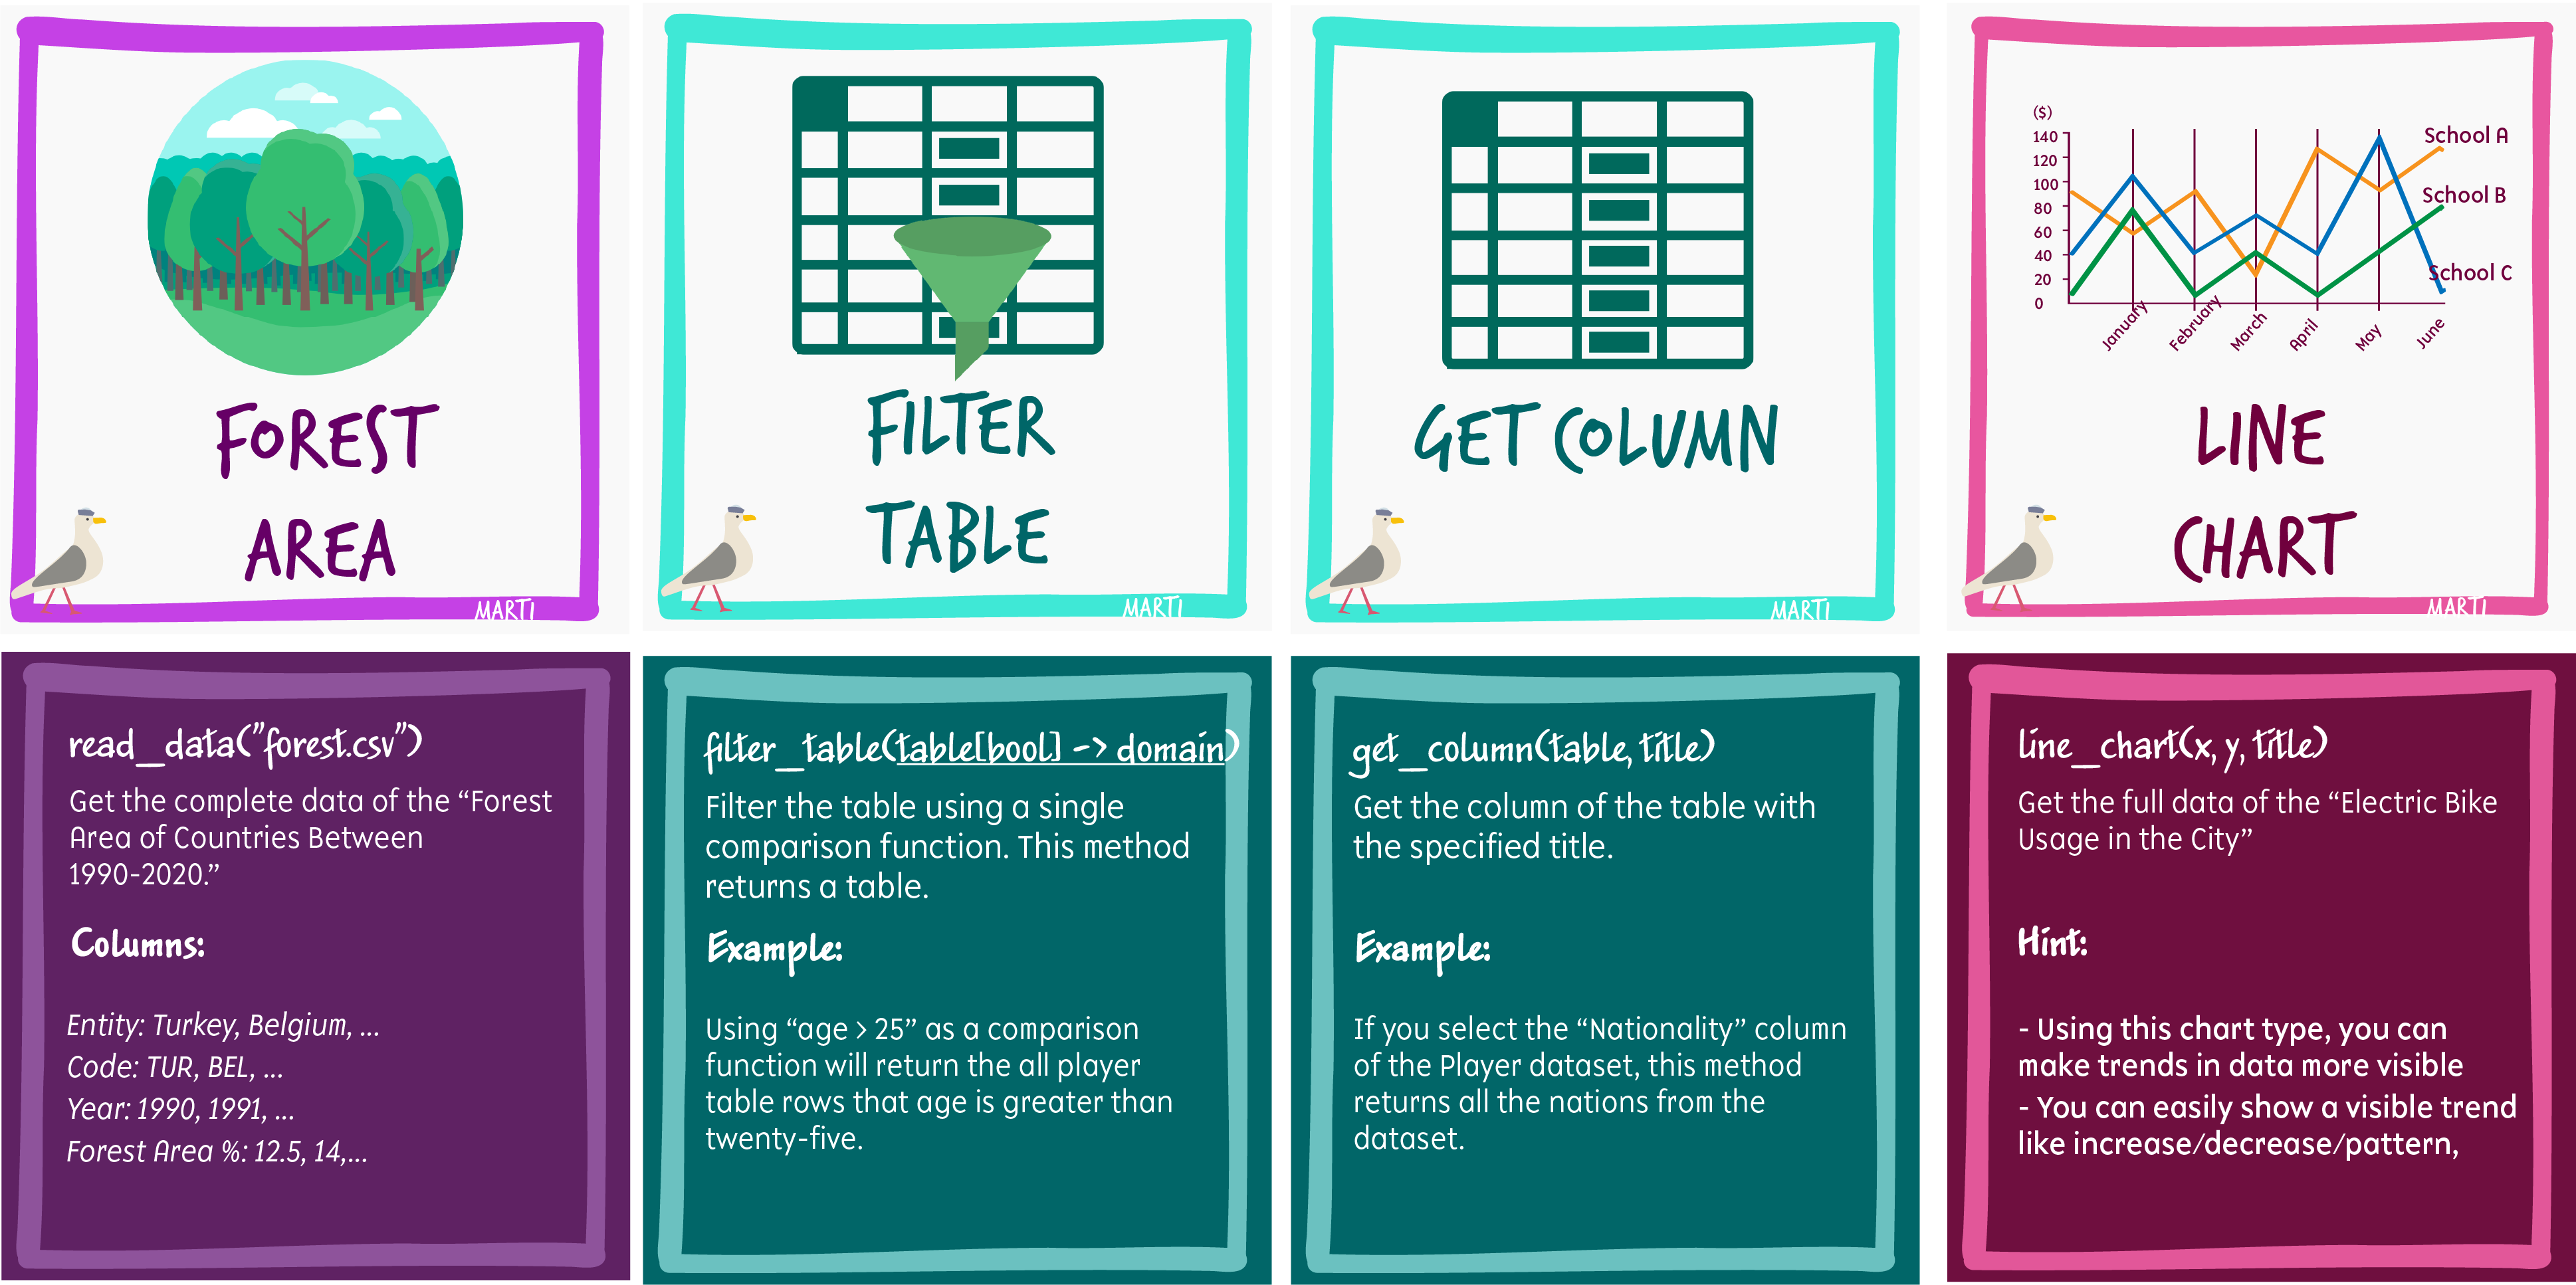 FOREST
AREA
MARTI
FILTER
TABLE
MARTI
GET COLUMN
MARTI
($)
140
120
100
80
60
40
20
0
School A
School B
School C
January
February
March
April
May
June
LINE
CHART
MARTI
read_data("forest.csv")
Get the complete data of the “Forest
Area of Countries Between
1990-2020.”
Columns:
Entity: Turkey, Belgium, ...
Code: TUR, BEL, ...
Year: 1990, 1991, ...
Forest Area %: 12.5, 14,...
filter_table(table[bool] -> domain)
Filter the table using a single
comparison function. This method
returns a table.
Example:
Using “age > 25” as a comparison
function will return the all player
table rows that age is greater than
twenty-five.
get_column(table, title)
Get the column of the table with
the specified title.
Example:
If you select the “Nationality” column
of the Player dataset, this method
returns all the nations from the
dataset.
line_chart(x, y, title)
Get the full data of the “Electric Bike
Usage in the City”
Hint:
- Using this chart type, you can
make trends in data more visible
- You can easily show a visible trend
like increase/decrease/pattern,